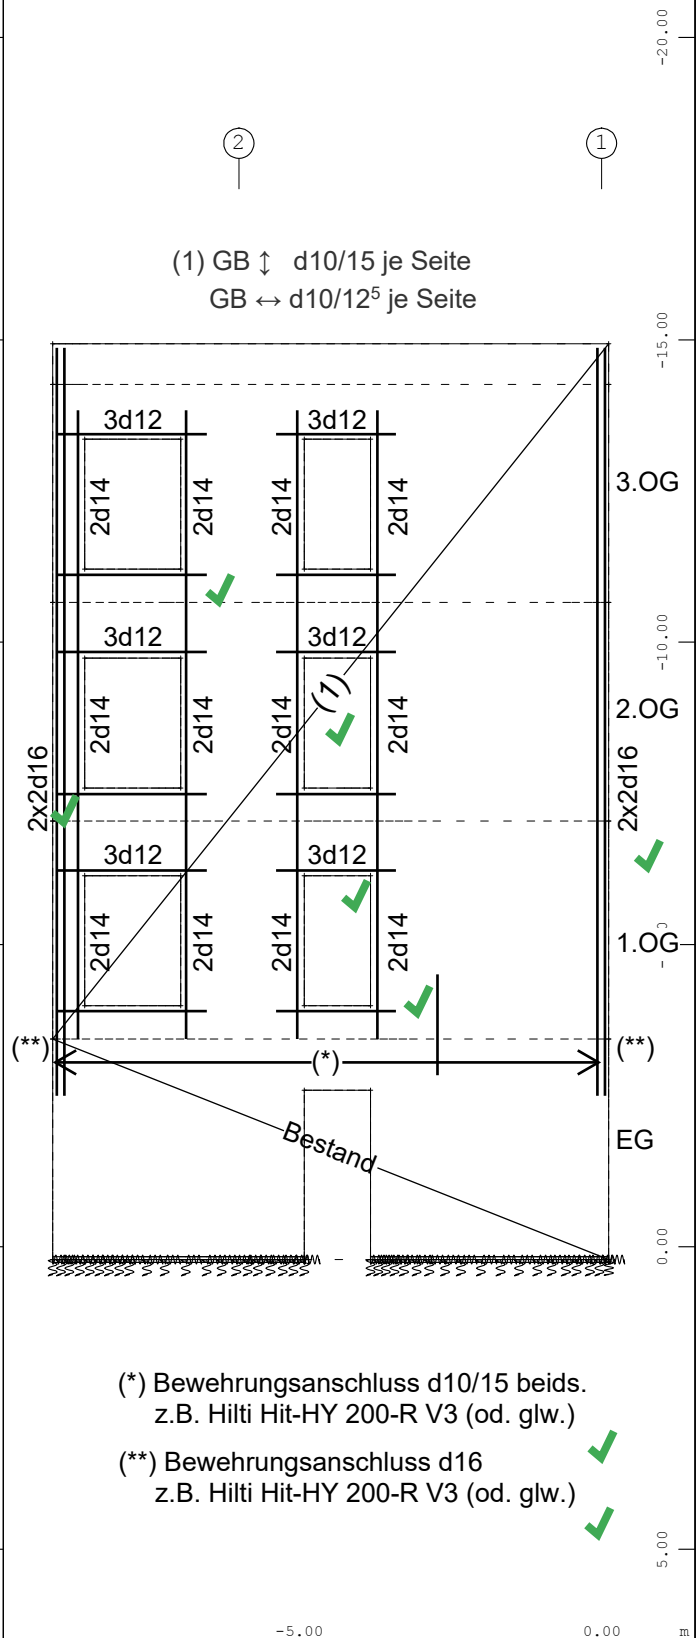 -20.00
2
1
(1) GB ↕ d10/15 je Seite
GB ↔ d10/12⁵ je Seite
-15.00
3d12
3d12
2d14
2d14
2d14
2d14
3.OG
-10.00
3d12
3d12
(1)
2d14
2d14
2d14
2d14
2.OG
2x2d16
2x2d16
3d12
3d12
2d14
2d14
2d14
2d14
1.OG
(**)
(*)
(**)
Bestand
EG
0.00
(*) Bewehrungsanschluss d10/15 beids.
z.B. Hilti Hit-HY 200-R V3 (od. glw.)
(**) Bewehrungsanschluss d16
z.B. Hilti Hit-HY 200-R V3 (od. glw.)
5.00
-5.00
0.00
m